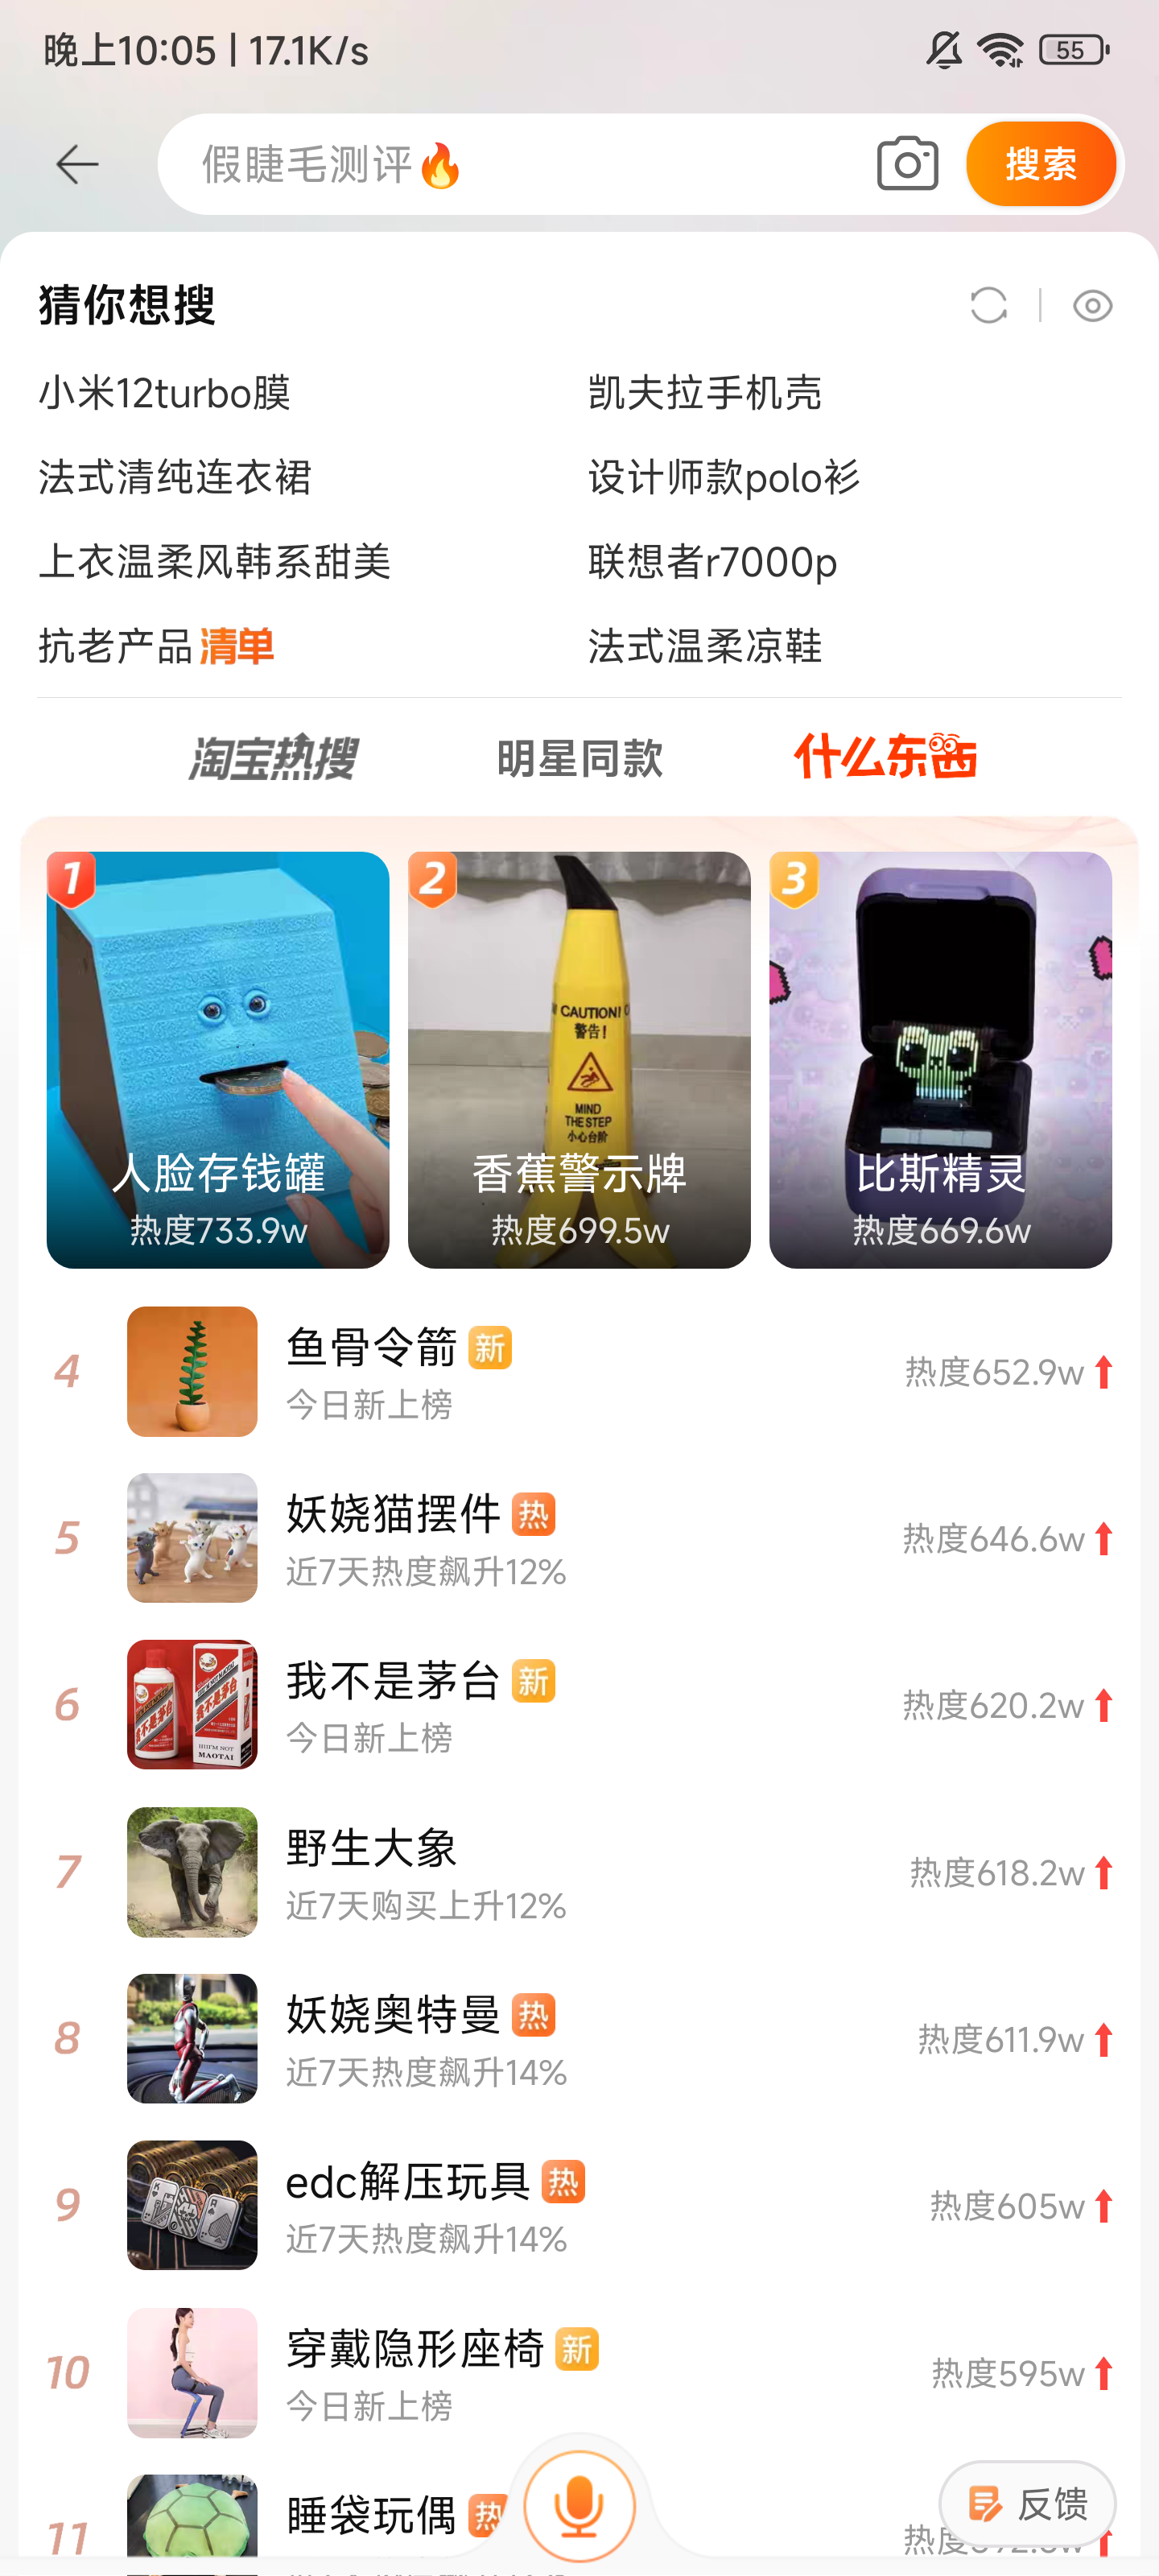 晚上10:05 | 17.1K/s
55
假睫毛测评🔥
搜索
猜你想搜
小米12turbo膜
凯夫拉手机壳
法式清纯连衣裙
设计师款polo衫
上衣温柔风韩系甜美
联想者r7000p
抗老产品 清单
法式温柔凉鞋
淘宝热搜
明星同款
什么东西
1
CAUTION!
警告!
MIND
THE STEP
小心台阶
人脸存钱罐
热度733.9w
2
香蕉警示牌
热度699.5w
3
比斯精灵
热度669.6w
4
鱼骨令箭 新
今日新上榜
热度652.9w
5
妖娆猫摆件 热
近7天热度飙升12%
热度646.6w
6
我不是茅台
MAOTAI
我不是茅台 新
今日新上榜
热度620.2w
7
野生大象
近7天购买上升12%
热度618.2w
8
妖娆奥特曼 热
近7天热度飙升14%
热度611.9w
9
edc解压玩具 热
近7天热度飙升14%
热度605w
10
穿戴隐形座椅 新
今日新上榜
热度595w
11
睡袋玩偶 热
反馈